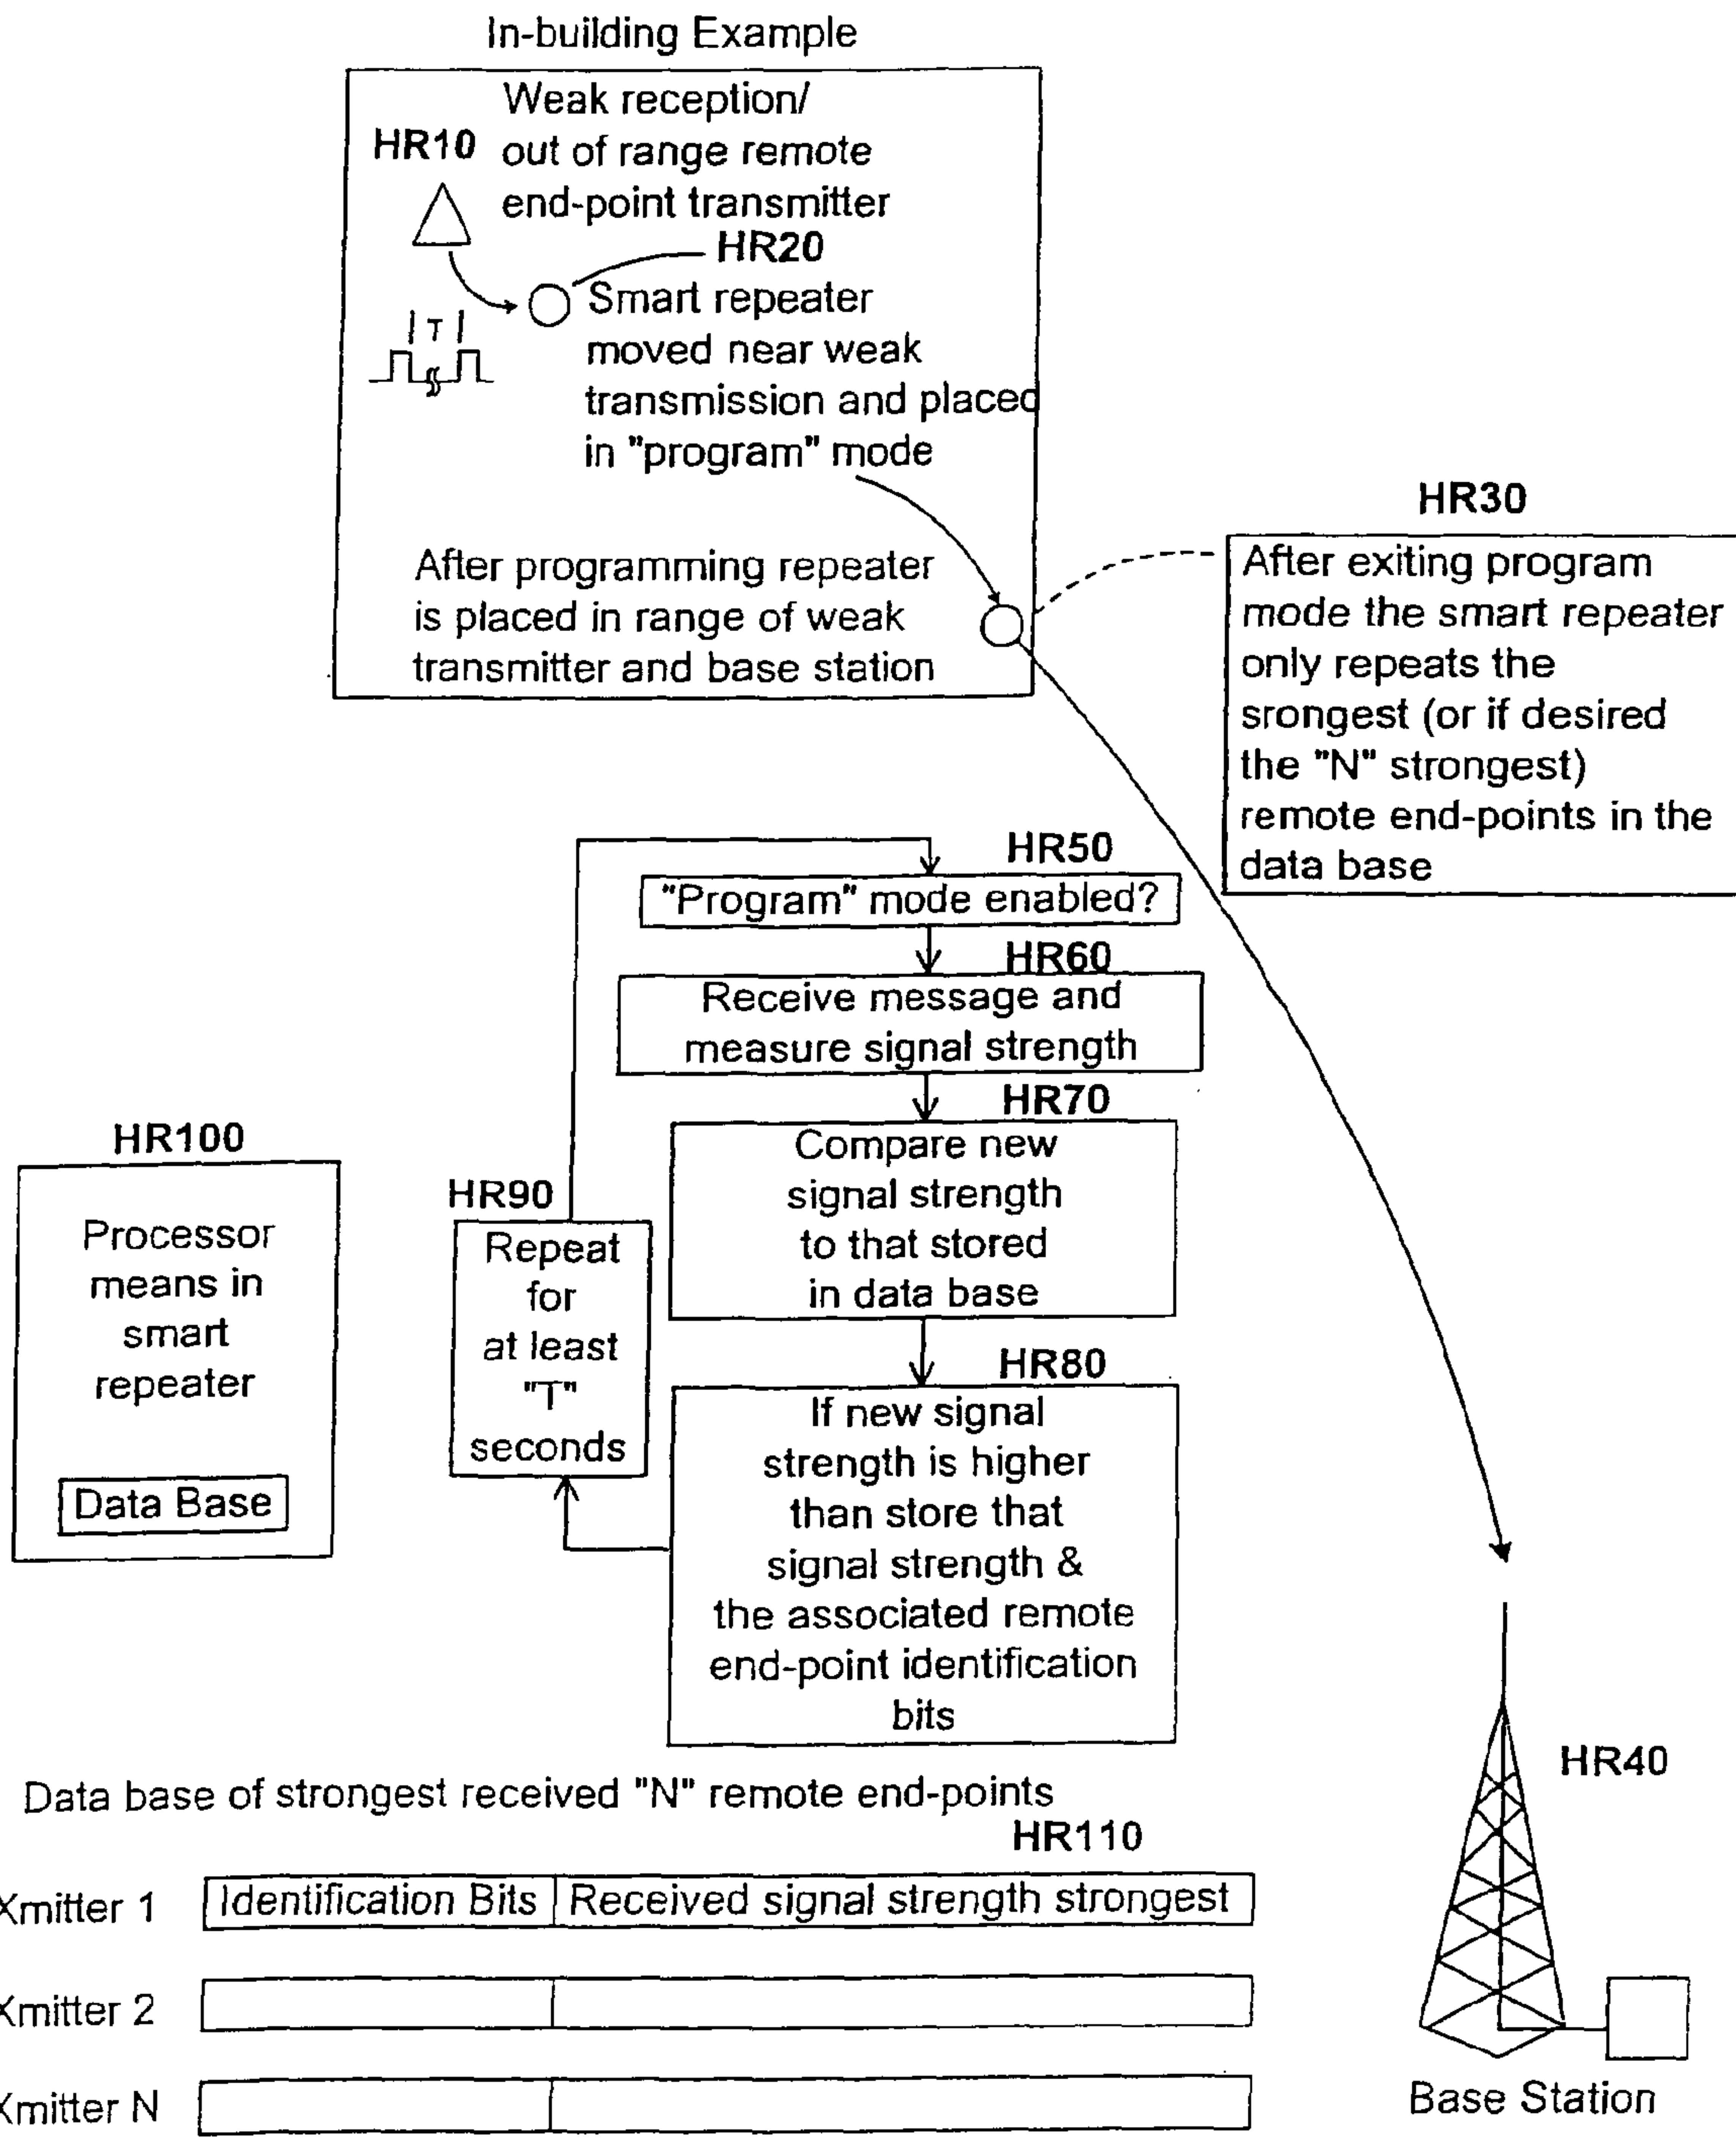 In-building Example
Weak reception/
HR10
out of range remote
end-point transmitter
HR20
Smart repeater
| T |
moved near weak
transmission and placed
in "program" mode
After programming repeater
is placed in range of weak
transmitter and base station
HR30
After exiting program
mode the smart repeater
only repeats the
srongest (or if desired
the "N" strongest)
remote end-points in the
data base
HR50
"Program" mode enabled?
HR60
Receive message and
measure signal strength
HR70
Compare new
signal strength
to that stored
in data base
HR80
If new signal
strength is higher
than store that
signal strength &
the associated remote
end-point identification
bits
HR90
Repeat
for
at least
"T"
seconds
HR100
Processor
means in
smart
repeater
Data Base
HR40
Base Station
Data base of strongest received "N" remote end-points
HR110
Xmitter 1 Identification Bits Received signal strength strongest
Xmitter 2
Xmitter N